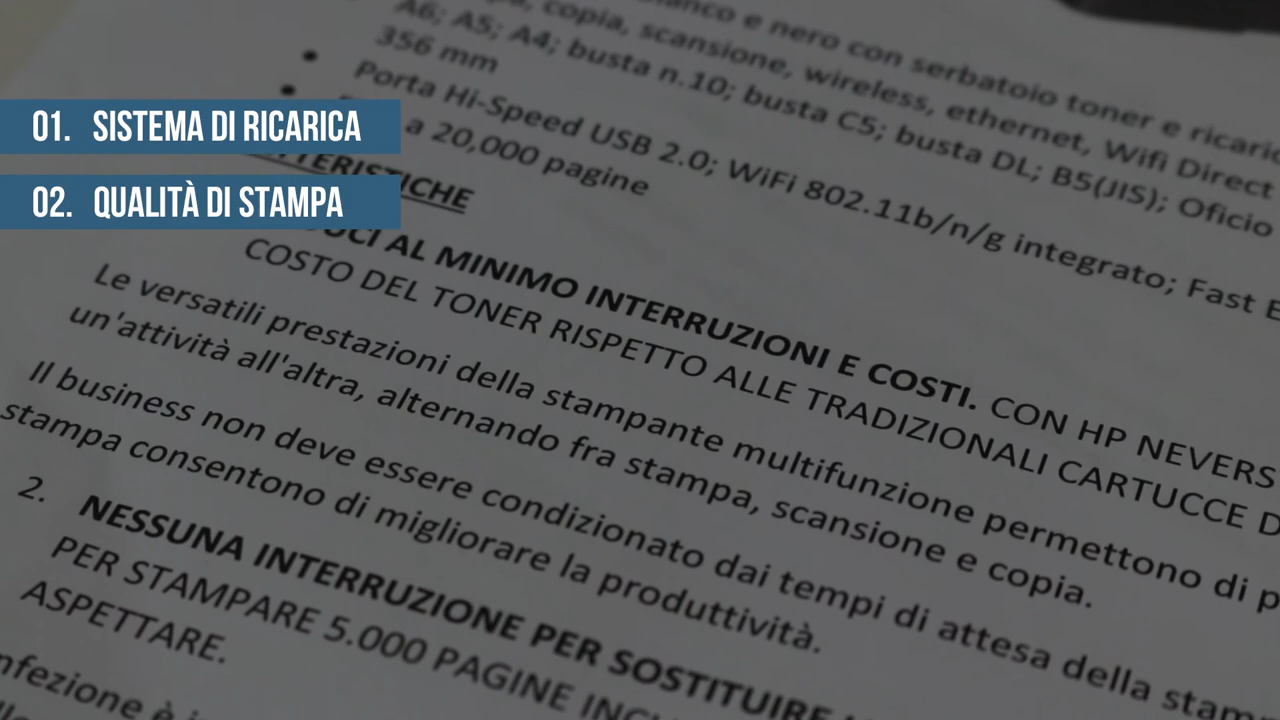 01. SISTEMA DI RICARICA
02. QUALITÀ DI STAMPA
copia, scansione, wireless, ethernet, Wifi Direct
e nero con serbatoio toner e
A6; A5; A4; busta n.10; busta C5; busta DL; B5(JIS); Oficio
356 mm
Porta Hi-Speed USB 2.0; WiFi 802.11b/n/g integrato; Fast
a 20,000 pagine
AL MINIMO INTERRUZIONI E COSTI. CON HP
COSTO DEL TONER RISPETTO ALLE TRADIZIONALI CARTUCCE
Le versatili prestazioni della stampante multifunzione permettono di
un'attività all'altra, alternando fra stampa, scansione e copia.
Il business non deve essere condizionato dai tempi di attesa della
stampa consentono di migliorare la produttività.
2. NESSUNA INTERRUZIONE PER SOSTITUIRE
PER STAMPARE 5.000 PAGINE
ASPETTARE.